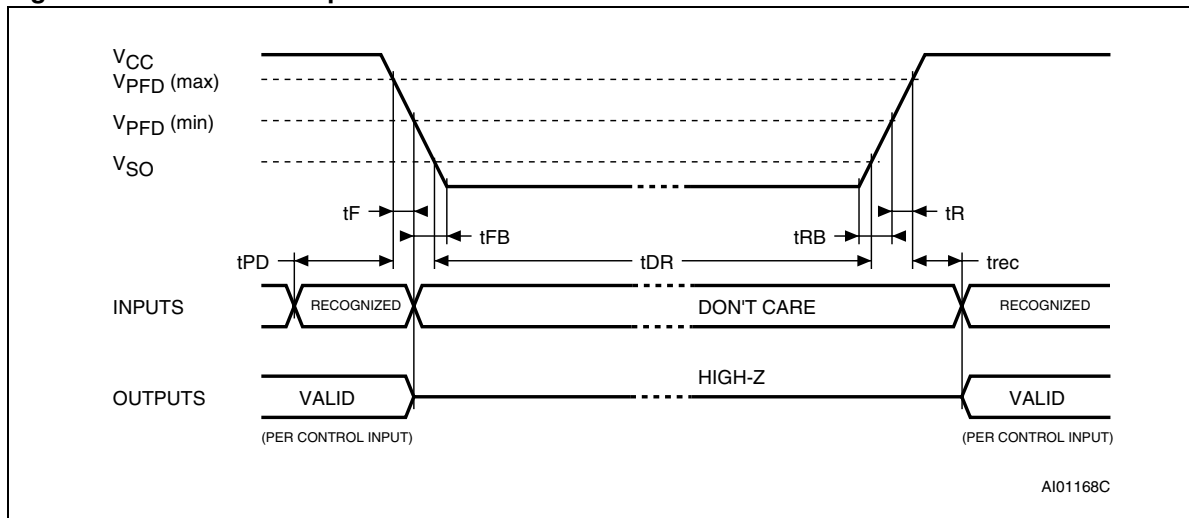 VCC
VPFD (max)
VPFD (min)
VSO
tF
tR
tFB
tRB
tPD
tDR
trec
INPUTS
RECOGNIZED
DON'T CARE
RECOGNIZED
HIGH-Z
OUTPUTS
VALID
VALID
(PER CONTROL INPUT)
(PER CONTROL INPUT)
AI01168C